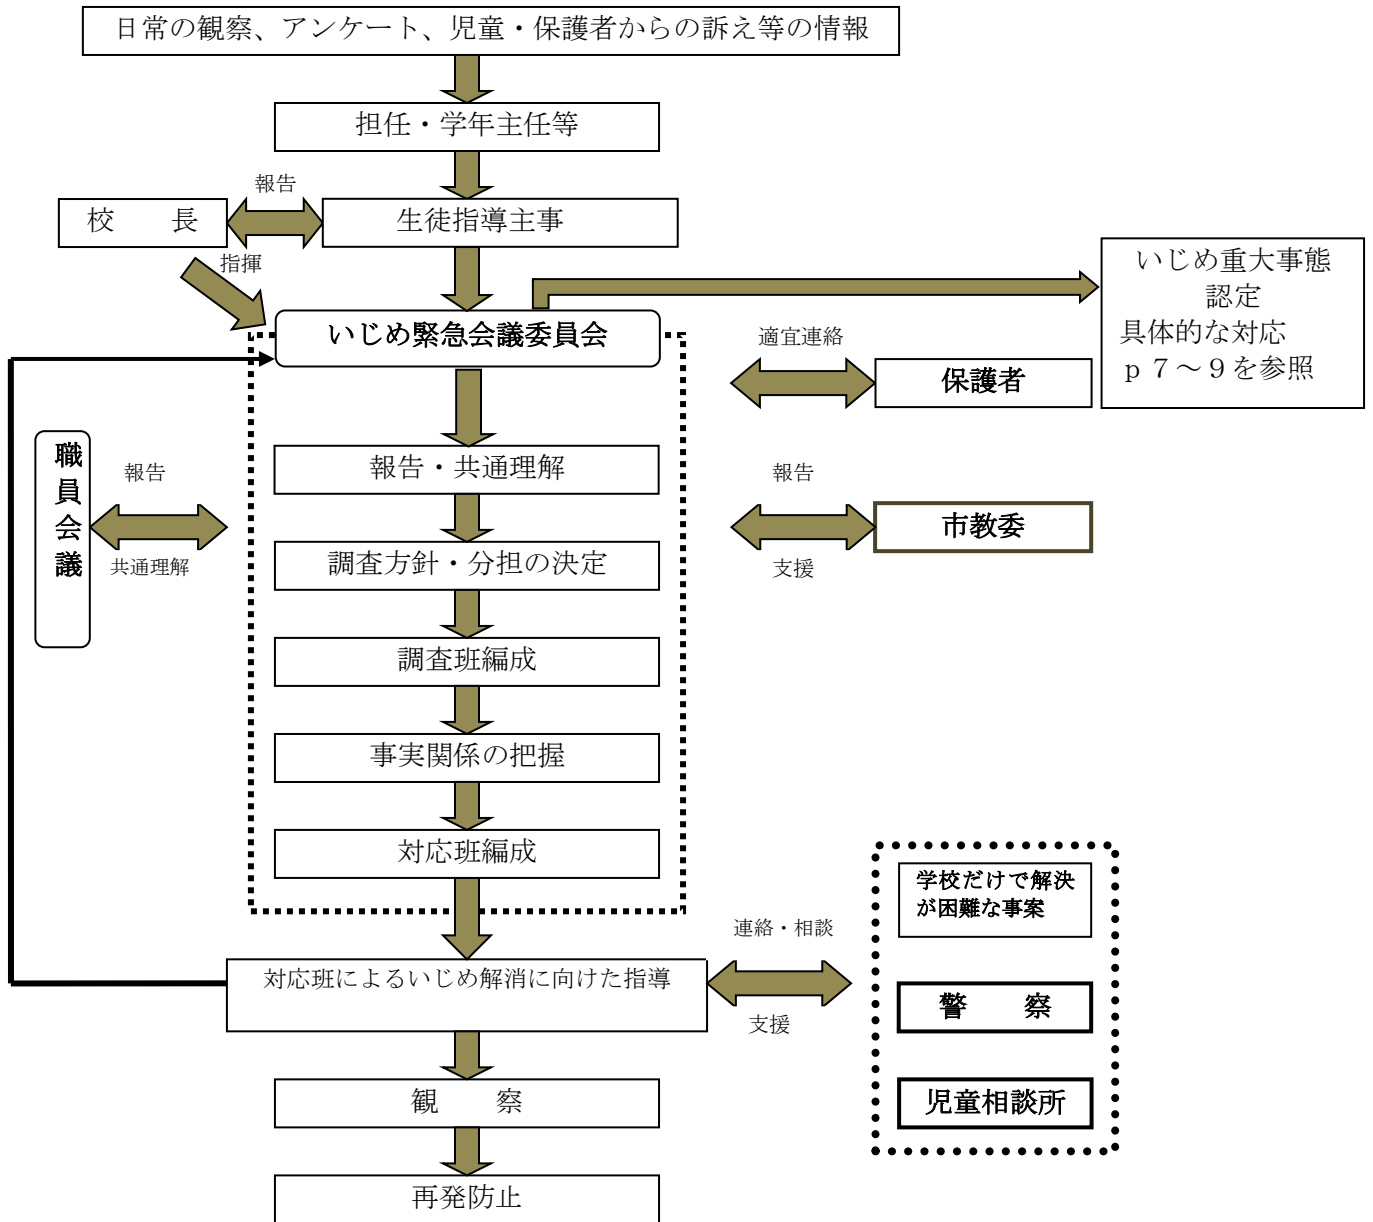 日常の観察、アンケート、児童・保護者からの訴え等の情報
担任・学年主任等
報告
校　　長
生徒指導主事
指揮
いじめ緊急会議委員会
いじめ重大事態
認定
具体的な対応
ｐ７～９を参照
適宜連絡
保護者
職員会議
報告
共通理解
報告・共通理解
報告
市教委
支援
調査方針・分担の決定
調査班編成
事実関係の把握
対応班編成
学校だけで解決
が困難な事案
連絡・相談
対応班によるいじめ解消に向けた指導
支援
警　　察
児童相談所
観　　察
再発防止